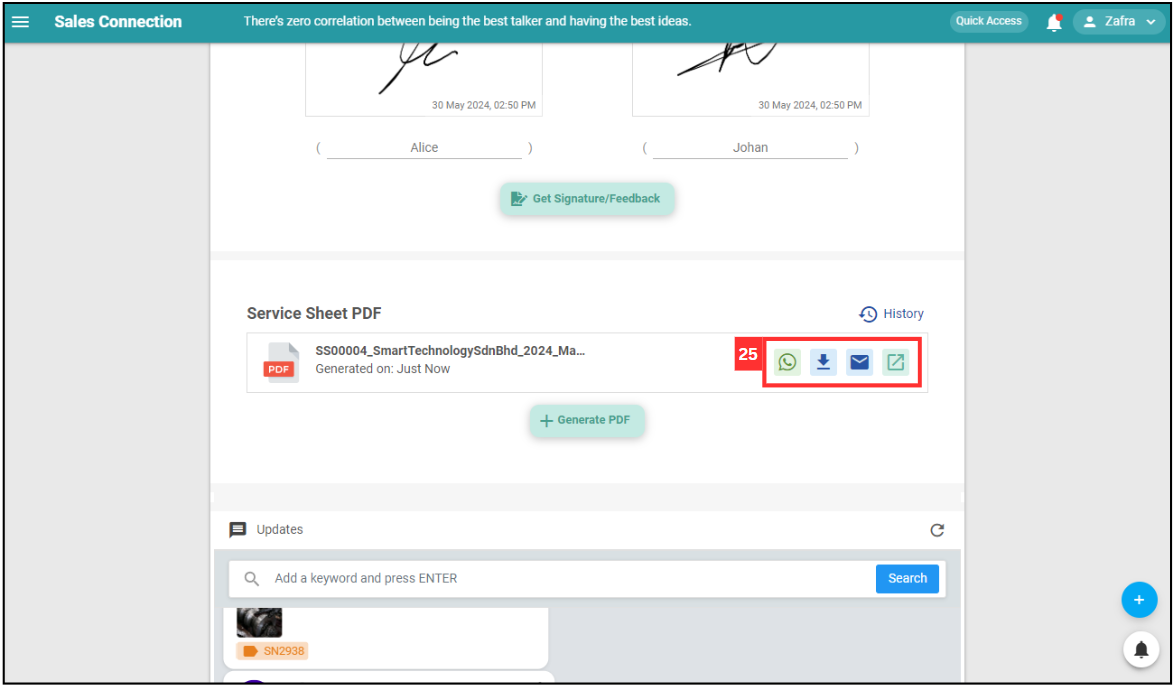 Sales Connection There's zero correlation between being the best talker and having the best ideas. Quick Access Zafra
30 May 2024, 02:50 PM 30 May 2024, 02:50 PM
( Alice ) ( Johan )
Get Signature/Feedback
Service Sheet PDF History
SS00004_SmartTechnologySdnBhd_2024_Ma... 25
PDF Generated on: Just Now
+ Generate PDF
Updates
Add a keyword and press ENTER Search
SN2938